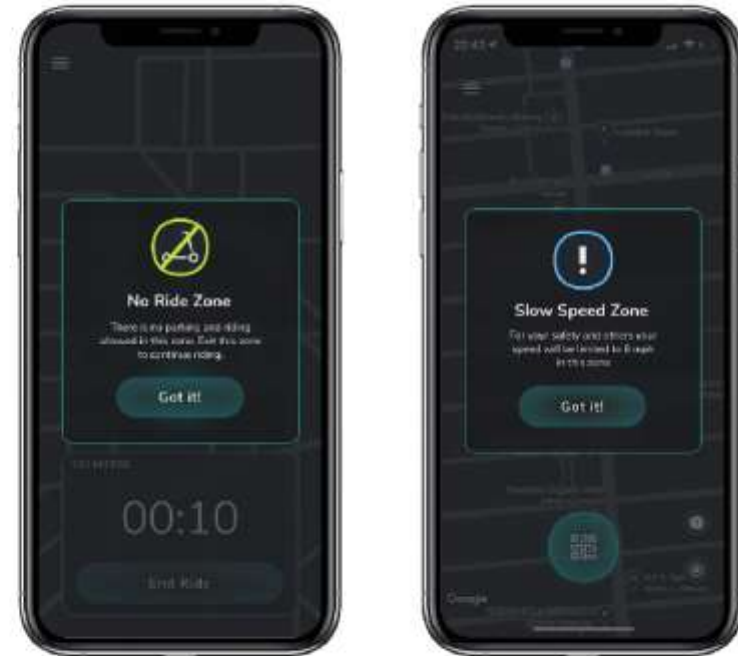 No Ride Zone
There is no parking and riding
allowed in this zone. Exit this zone
to continue riding.
Got it!
00:10
End Ride
20:43
Slow Speed Zone
For your safety and others your
speed will be limited to 8 mph
in this zone
Got it!
Google